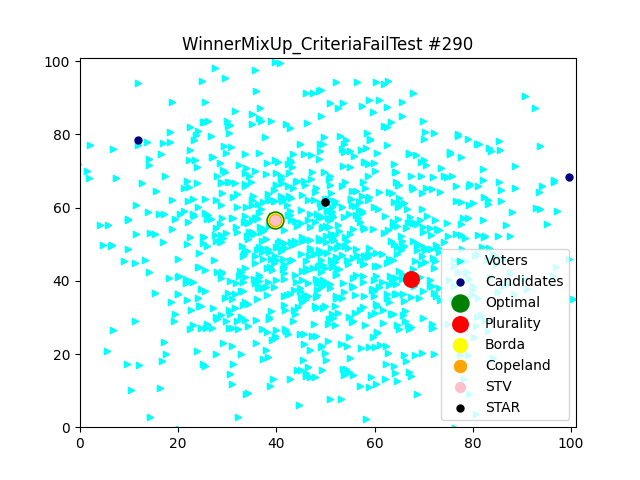 WinnerMixUp_CriteriaFailTest #290
100
80
60
40
20
0
0
20
40
60
80
100
Voters
Candidates
Optimal
Plurality
Borda
Copeland
STV
STAR